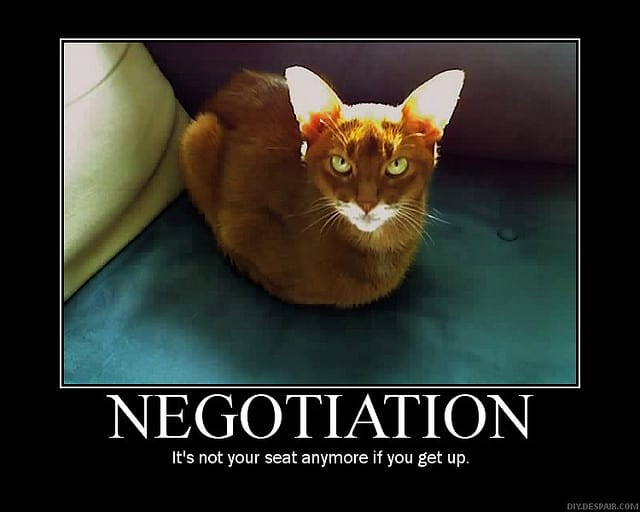 NEGOTIATION
It's not your seat anymore if you get up.
DIY.DESPAIR.COM